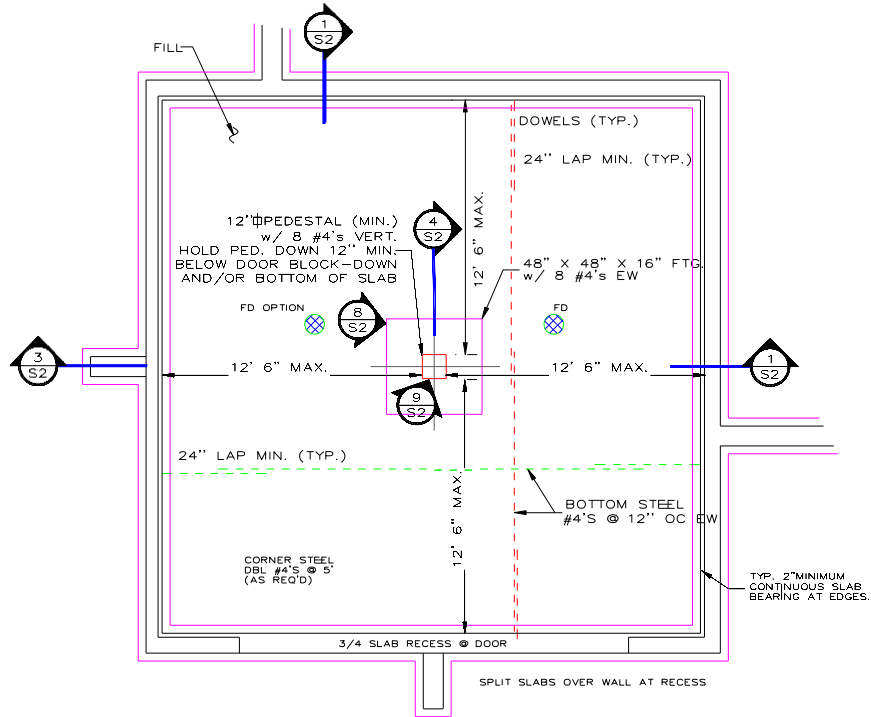 1
S2
FILL
DOWELS (TYP.)
24" LAP MIN. (TYP.)
12"⏀PEDESTAL (MIN.)
w/ 8 #4's VERT.
HOLD PED. DOWN 12" MIN.
BELOW DOOR BLOCK-DOWN
AND/OR BOTTOM OF SLAB
4
S2
12' 6" MAX.
48" X 48" X 16" FTG.
w/ 8 #4's EW
FD OPTION
8
S2
FD
3
S2
12' 6" MAX.
12' 6" MAX.
1
S2
9
S2
24" LAP MIN. (TYP.)
12' 6" MAX.
BOTTOM STEEL
#4'S @ 12" OC EW
CORNER STEEL
DBL #4'S @ 5'
(AS REQ'D)
TYP. 2"MINIMUM
CONTINUOUS SLAB
BEARING AT EDGES.
3/4 SLAB RECESS @ DOOR
SPLIT SLABS OVER WALL AT RECESS